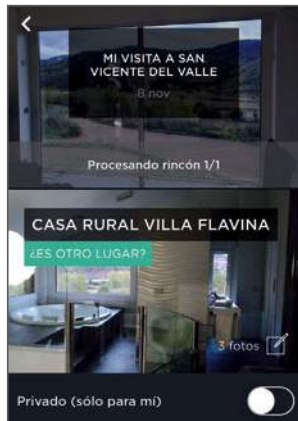 MI VISITA A SAN
VICENTE DEL VALLE
8 nov
Procesando rincón 1/1
CASA RURAL VILLA FLAVINA
¿ES OTRO LUGAR?
3 fotos
Privado (sólo para mí)